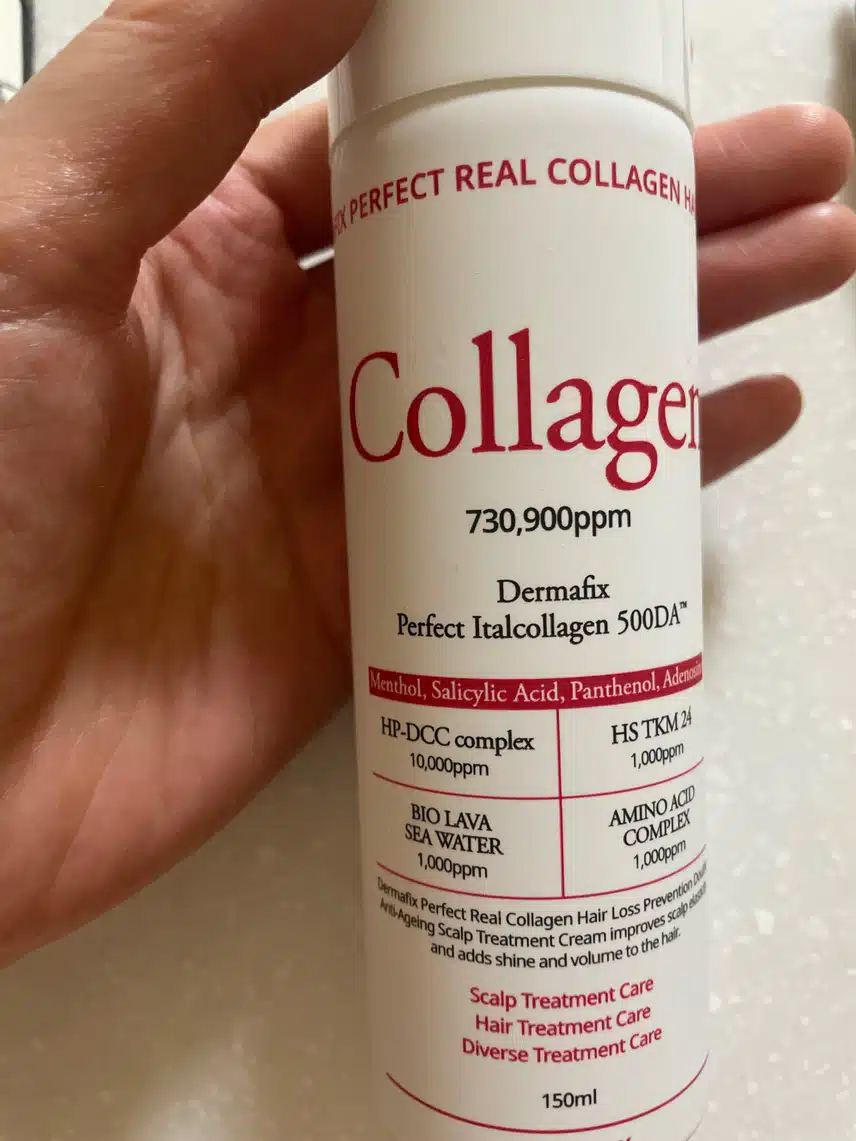 PERFECT REAL COLLAGEN
Collagen
730,900ppm
Dermafix
Perfect Italcollagen 500DA™
Menthol, Salicylic Acid, Panthenol, Adenosin
HP-DCC complex
10,000ppm
HS TKM 24
1,000ppm
BIO LAVA
SEA WATER
1,000ppm
AMINO ACID
COMPLEX
1,000ppm
Dermafix Perfect Real Collagen Hair Loss Prevention
Anti-Ageing Scalp Treatment Cream improves scalp
and adds shine and volume to the hair.
Scalp Treatment Care
Hair Treatment Care
Diverse Treatment Care
150ml